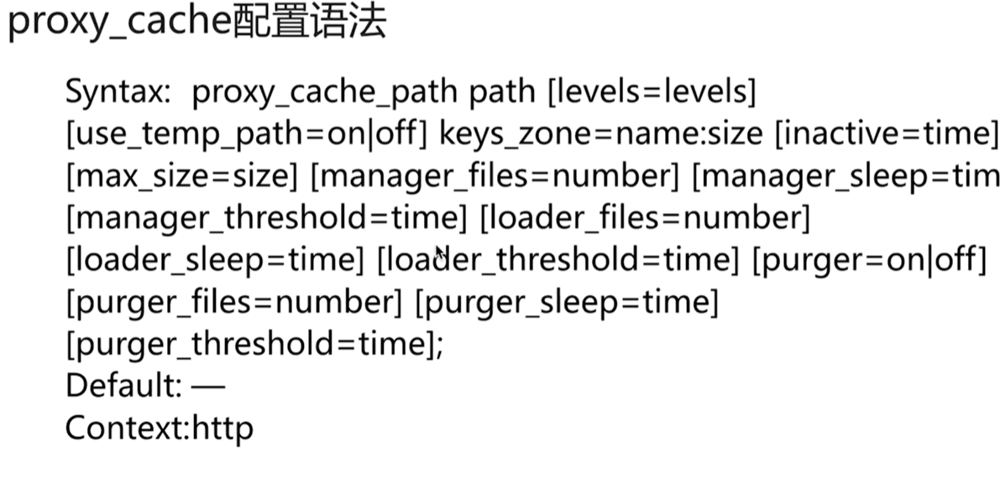 proxy_cache配置语法
Syntax: proxy_cache_path path [levels=levels]
[use_temp_path=on|off] keys_zone=name:size [inactive=time]
[max_size=size] [manager_files=number] [manager_sleep=tim
[manager_threshold=time] [loader_files=number]
[loader_sleep=time] [loader_threshold=time] [purger=on|off]
[purger_files=number] [purger_sleep=time]
[purger_threshold=time];
Default: —
Context:http